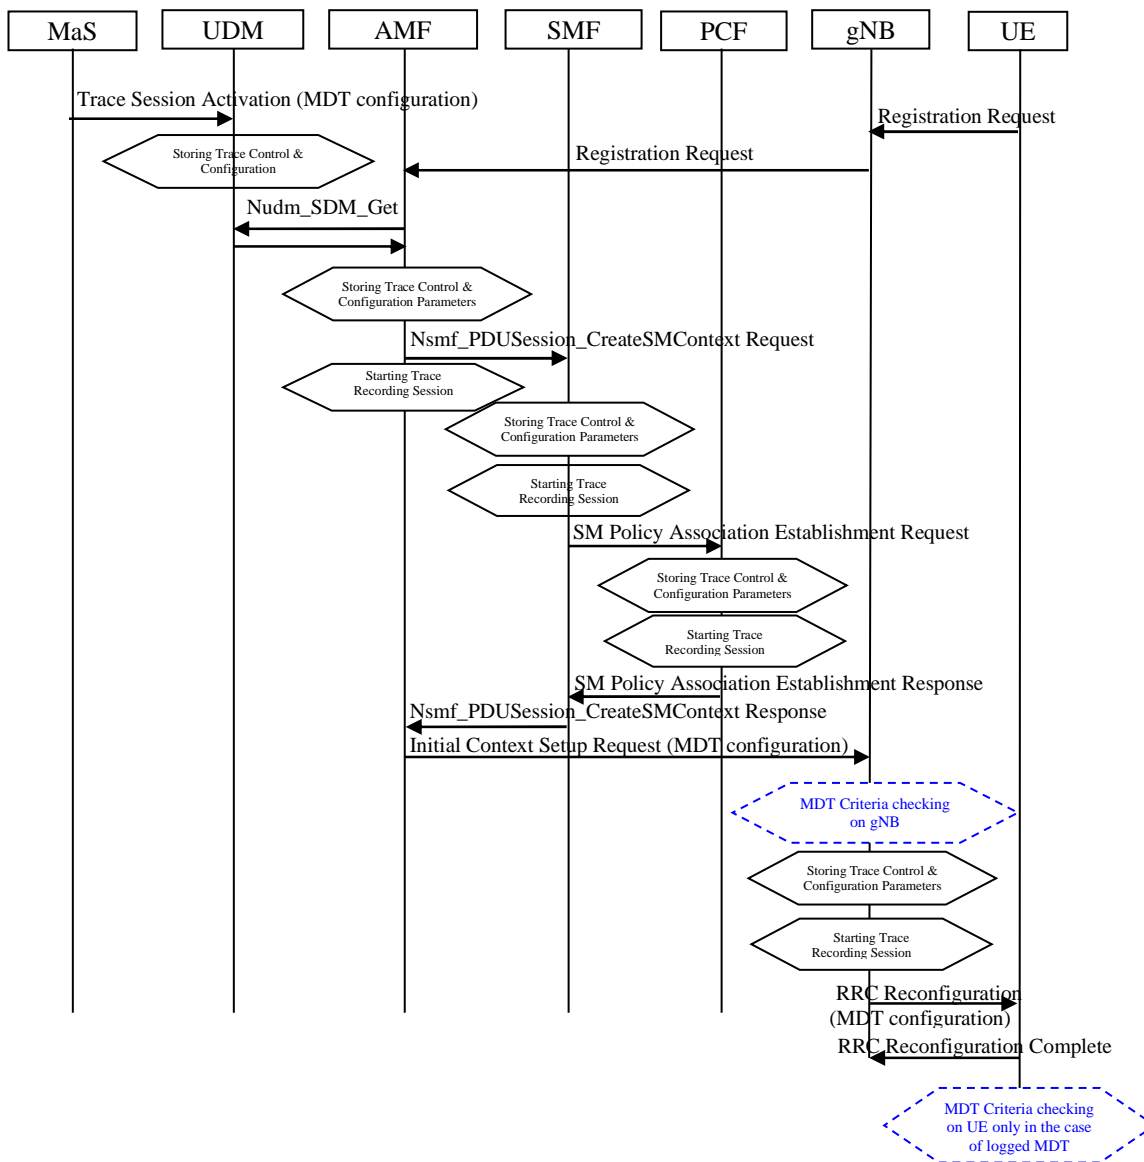 MaS
UDM
AMF
SMF
PCF
gNB
UE
Trace Session Activation (MDT configuration)
Registration Request
Storing Trace Control &
Configuration
Registration Request
Nudm_SDM_Get
Storing Trace Control &
Configuration Parameters
Nsmf_PDUSession_CreateSMContext Request
Starting Trace
Recording Session
Storing Trace Control &
Configuration Parameters
Starting Trace
Recording Session
SM Policy Association Establishment Request
Storing Trace Control &
Configuration Parameters
Starting Trace
Recording Session
SM Policy Association Establishment Response
Nsmf_PDUSession_CreateSMContext Response
Initial Context Setup Request (MDT configuration)
MDT Criteria checking
on gNB
Storing Trace Control &
Configuration Parameters
Starting Trace
Recording Session
RRC Reconfiguration
(MDT configuration)
RRC Reconfiguration Complete
MDT Criteria checking
on UE only in the case
of logged MDT